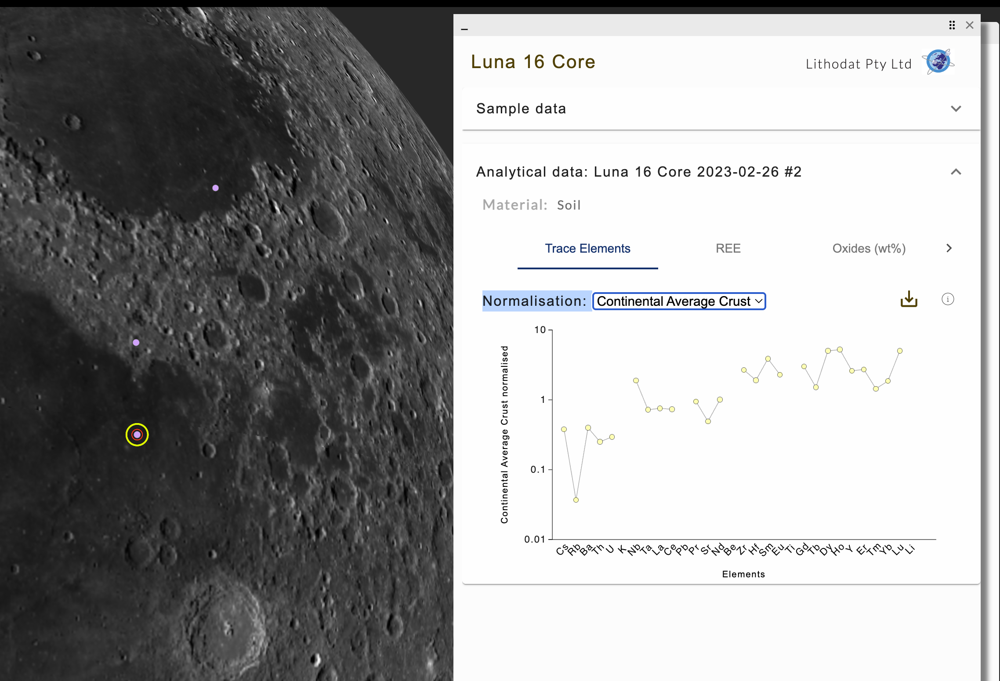 Luna 16 Core
Lithodat Pty Ltd
Sample data
Analytical data: Luna 16 Core 2023-02-26 #2
Material: Soil
Trace Elements REE Oxides (wt%)
Normalisation: Continental Average Crust
Continental Average Crust normalised
10
1
0.1
0.01
Cs Rb Ba Th U K Nb Ta La Ce Pb Pr Sr Nd Be Zr Hf Sm Eu Ti Gd Tb Dy Ho Y Er Tm Yb Lu Li
Elements